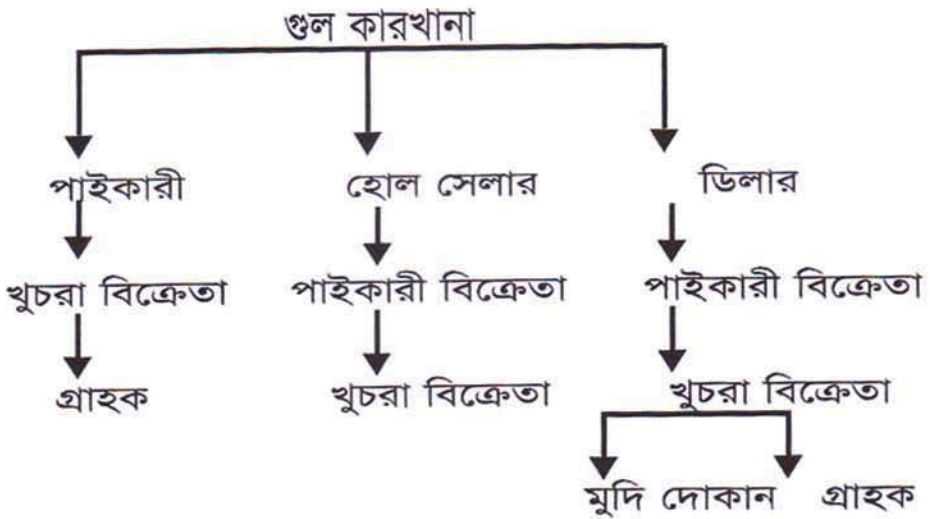 গুল কারখানা
পাইকারী হোল সেলার ডিলার
খুচরা বিক্রেতা পাইকারী বিক্রেতা পাইকারী বিক্রেতা
গ্রাহক খুচরা বিক্রেতা খুচরা বিক্রেতা
মুদি দোকান গ্রাহক